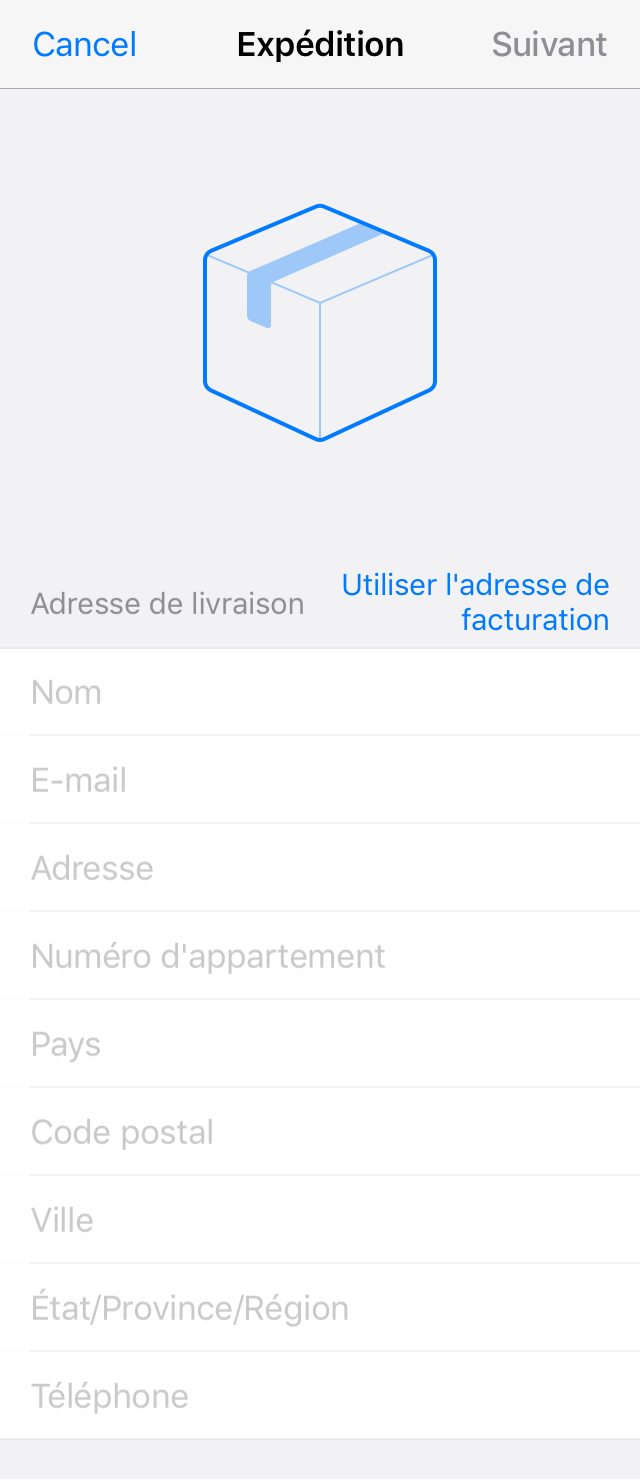 Cancel
Expédition
Suivant
Adresse de livraison
Utiliser l'adresse de
facturation
Nom
E-mail
Adresse
Numéro d'appartement
Pays
Code postal
Ville
État/Province/Région
Téléphone